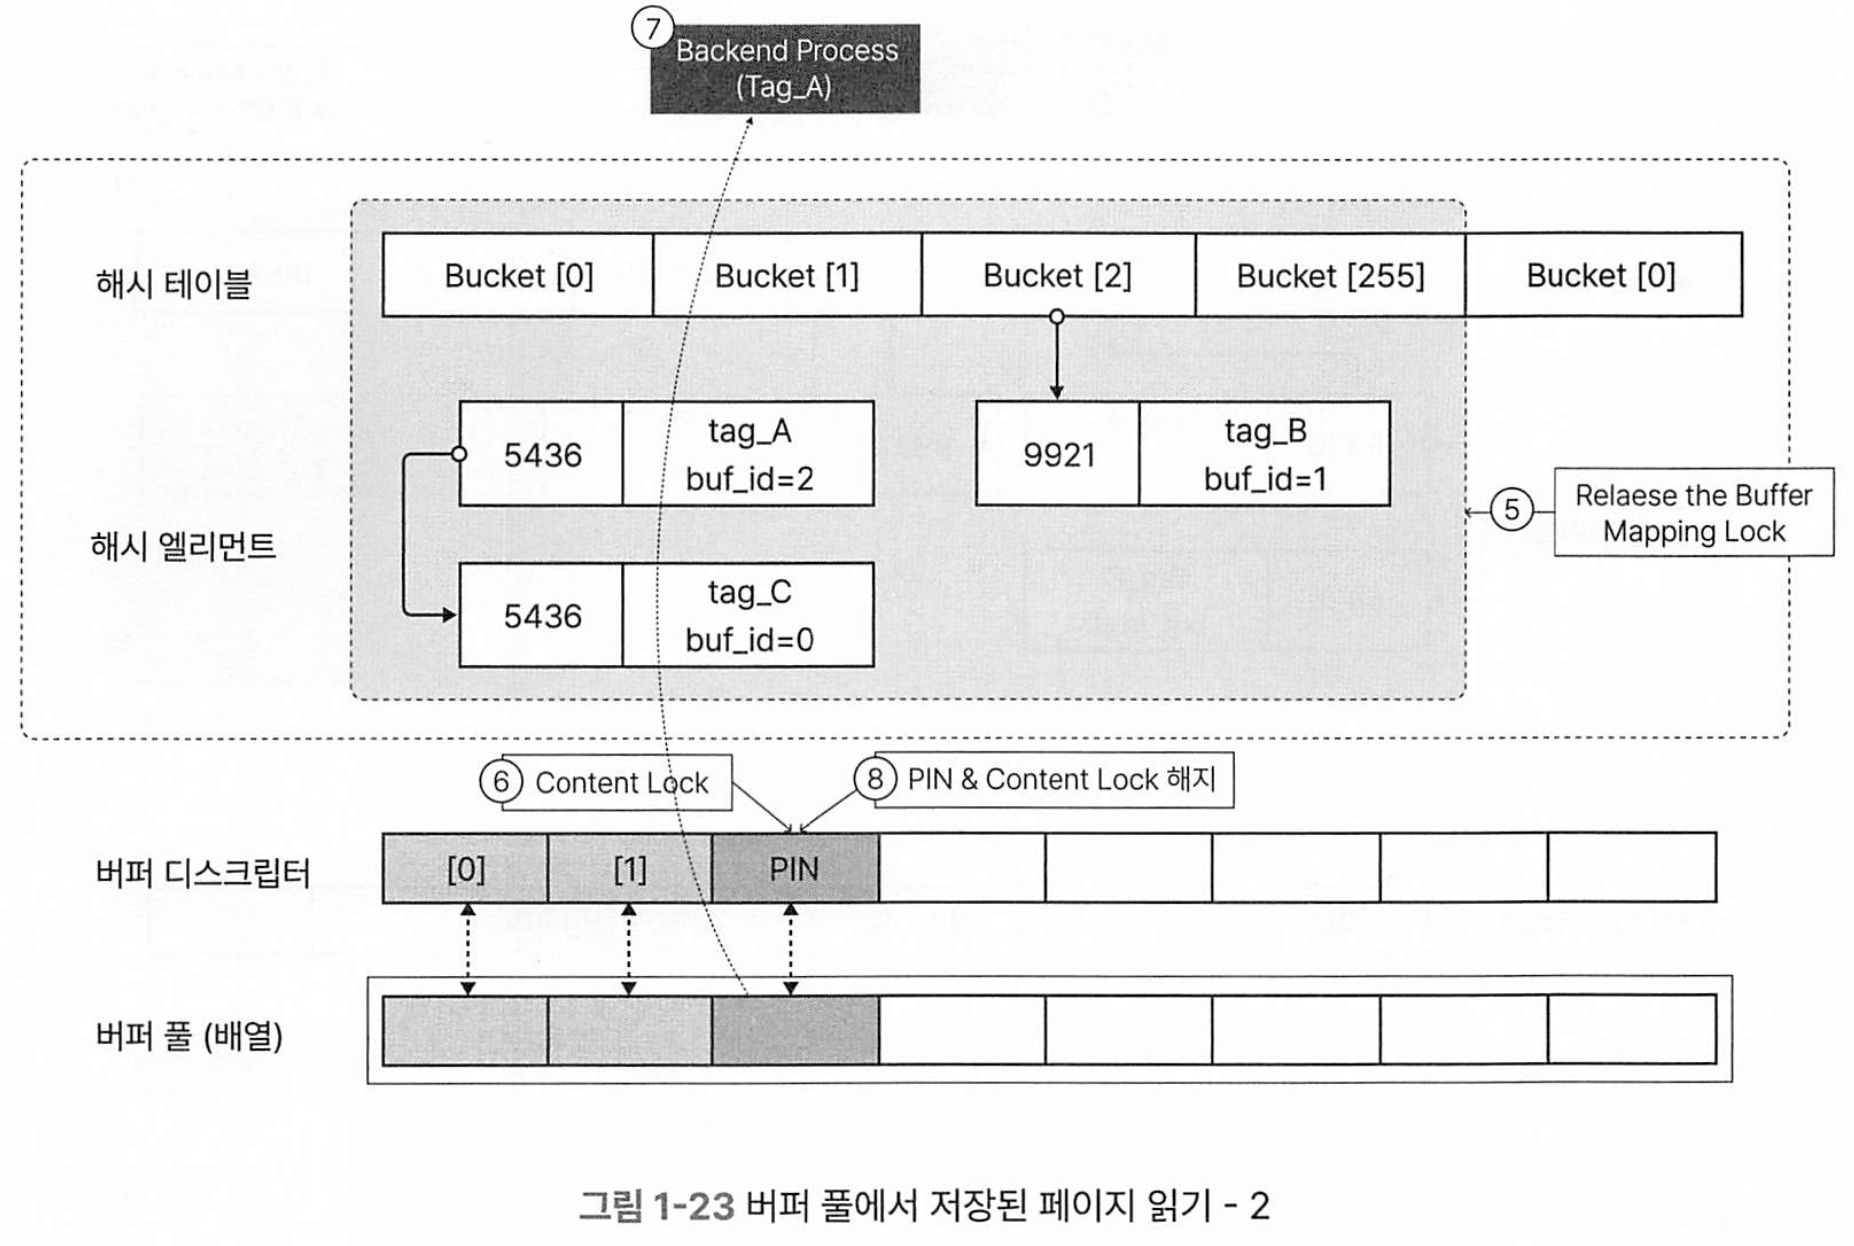 7
Backend Process
(Tag_A)
해시 테이블
Bucket [0]
Bucket [1]
Bucket [2]
Bucket [255]
Bucket [0]
5436
tag_A
buf_id=2
9921
tag_B
buf_id=1
5
Relaese the Buffer
Mapping Lock
해시 엘리먼트
5436
tag_C
buf_id=0
6 Content Lock
8 PIN & Content Lock 해지
버퍼 디스크립터
[0]
[1]
PIN
버퍼 풀 (배열)
그림 1-23 버퍼 풀에서 저장된 페이지 읽기 - 2